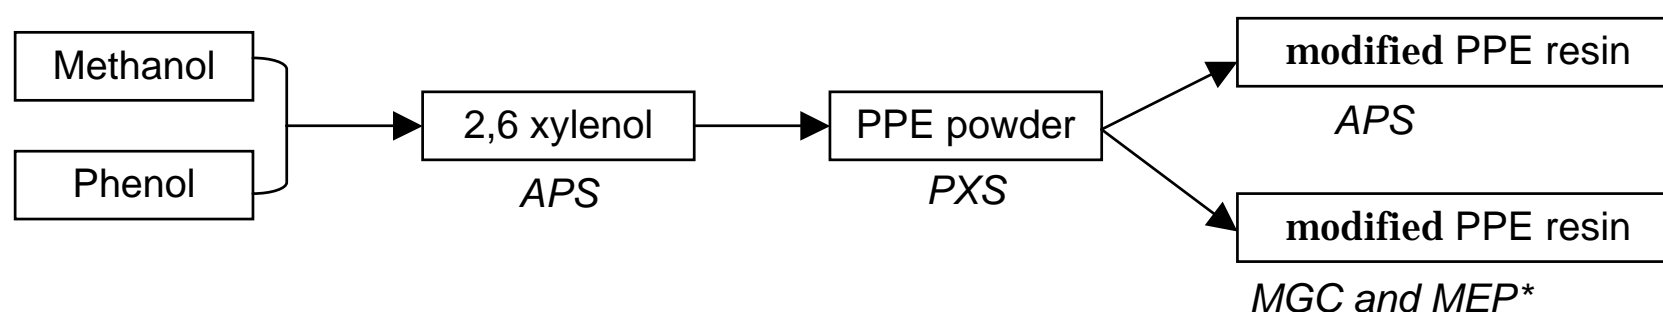 Methanol
Phenol
2,6 xylenol
APS
PPE powder
PXS
modified PPE resin
APS
modified PPE resin
MGC and MEP*